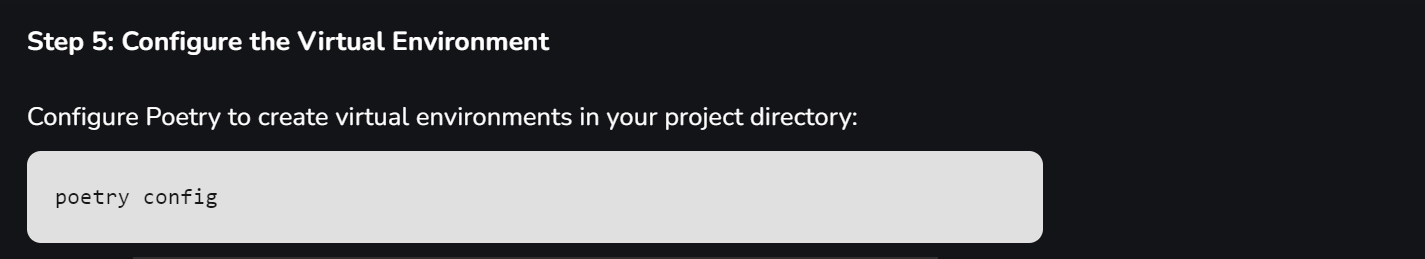 Step 5: Configure the Virtual Environment
Configure Poetry to create virtual environments in your project directory:
poetry config